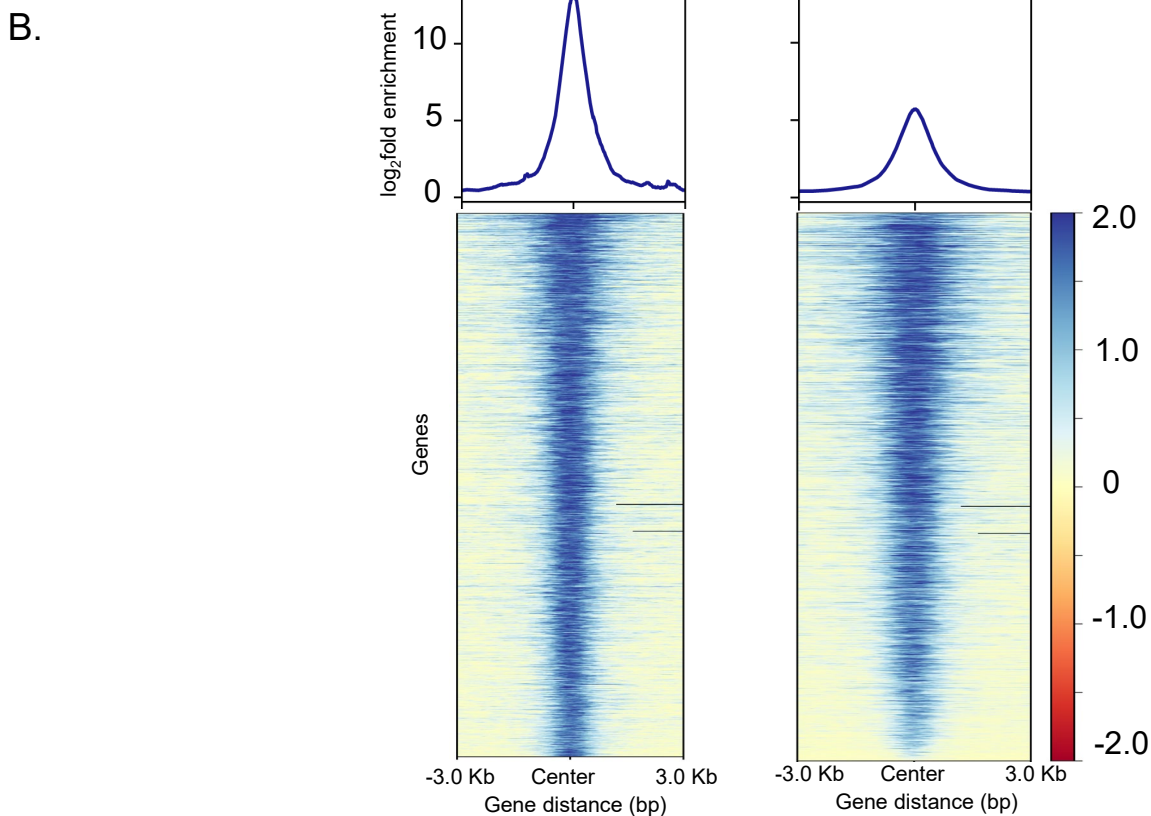 B.
log2fold enrichment
10
5
0
Genes
-3.0 Kb Center 3.0 Kb
Gene distance (bp)
-3.0 Kb Center 3.0 Kb
Gene distance (bp)
2.0
1.0
0
-1.0
-2.0